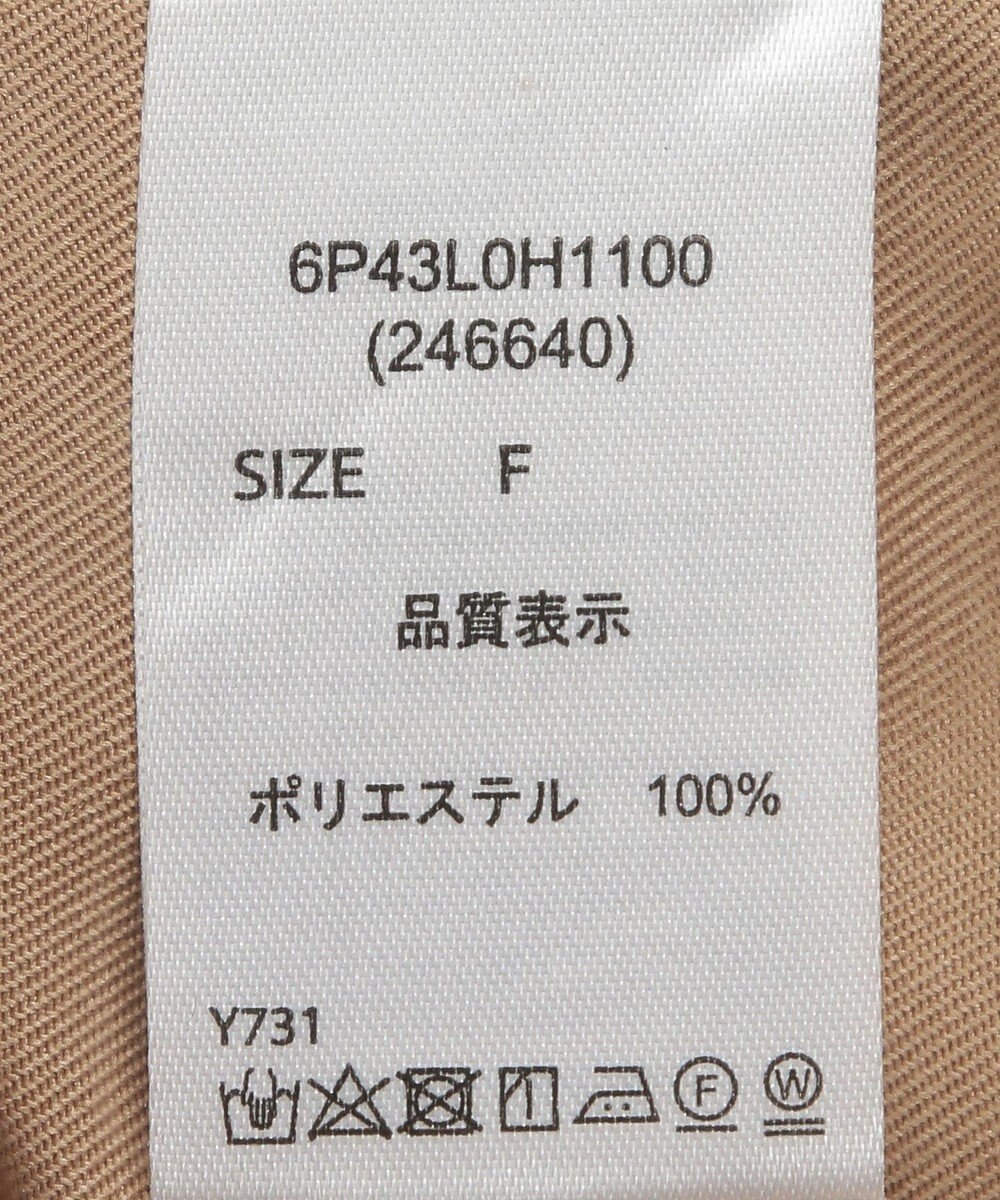 6P43L0H1100
(246640)
SIZE F
品質表示
ポリエステル 100%
Y731
F W